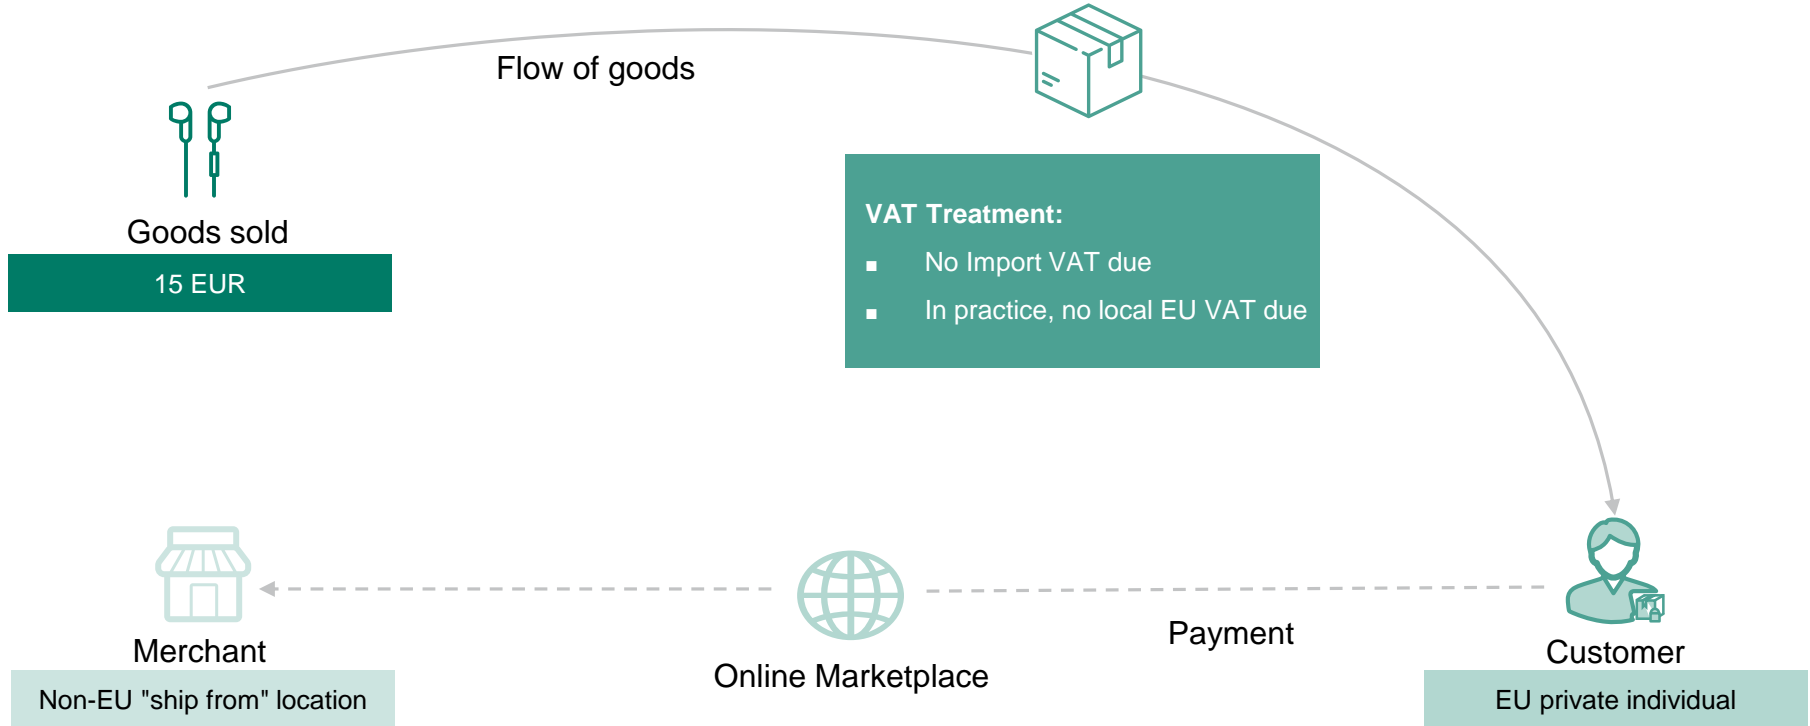 Flow of goods
Goods sold
15 EUR
VAT Treatment:
▪ No Import VAT due
▪ In practice, no local EU VAT due
Merchant
Non-EU "ship from" location
Online Marketplace
Payment
Customer
EU private individual